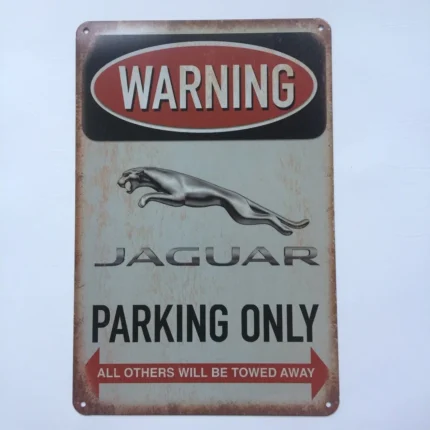 WARNING
JAGUAR
PARKING ONLY
ALL OTHERS WILL BE TOWED AWAY